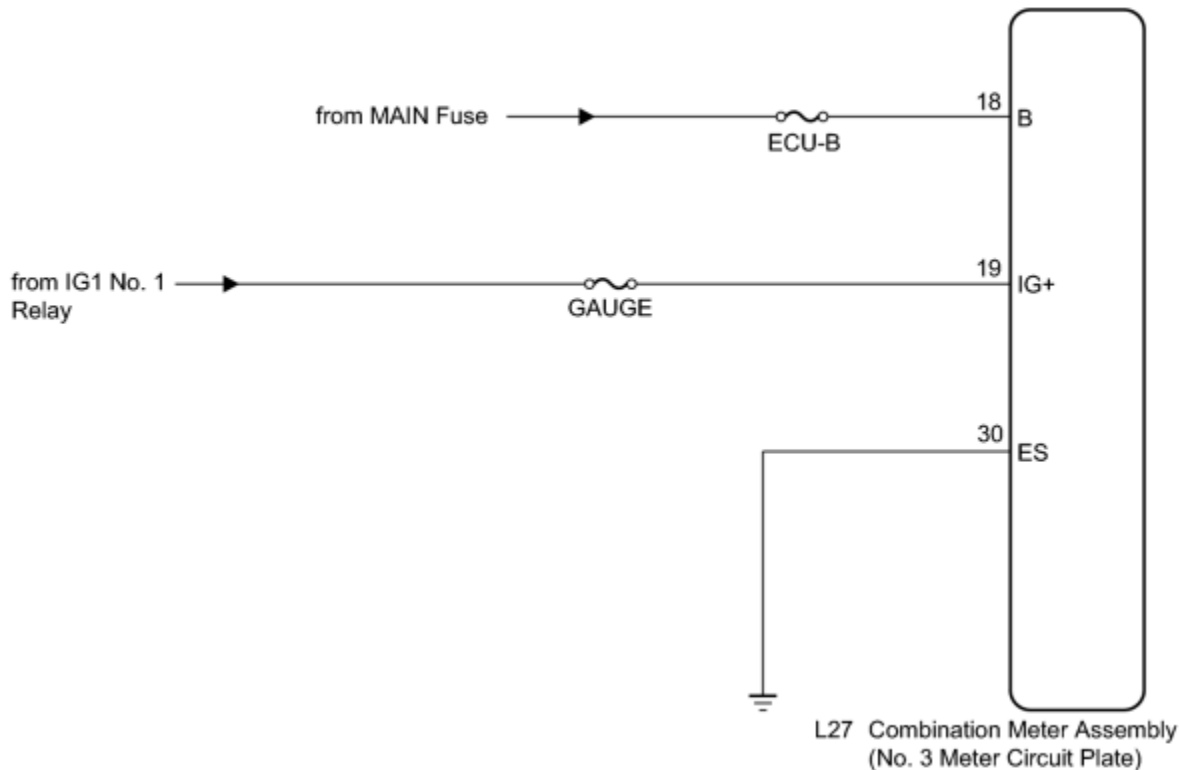 from MAIN Fuse
18
B
ECU-B
from IG1 No. 1
Relay
19
IG+
GAUGE
30
ES
L27 Combination Meter Assembly
(No. 3 Meter Circuit Plate)